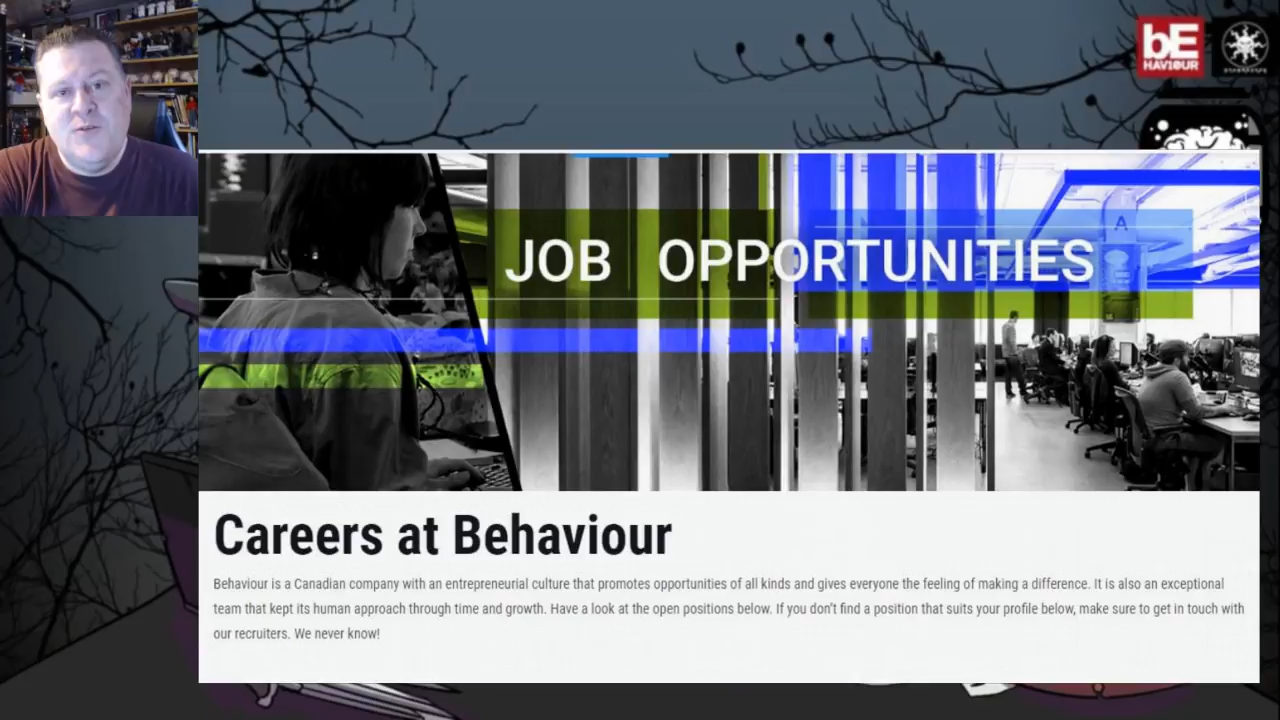 bE
HAVIOUR
JOB OPPORTUNITIES
A
Careers at Behaviour
Behaviour is a Canadian company with an entrepreneurial culture that promotes opportunities of all kinds and gives everyone the feeling of making a difference. It is also an exceptional
team that kept its human approach through time and growth. Have a look at the open positions below. If you don't find a position that suits your profile below, make sure to get in touch with
our recruiters. We never know!